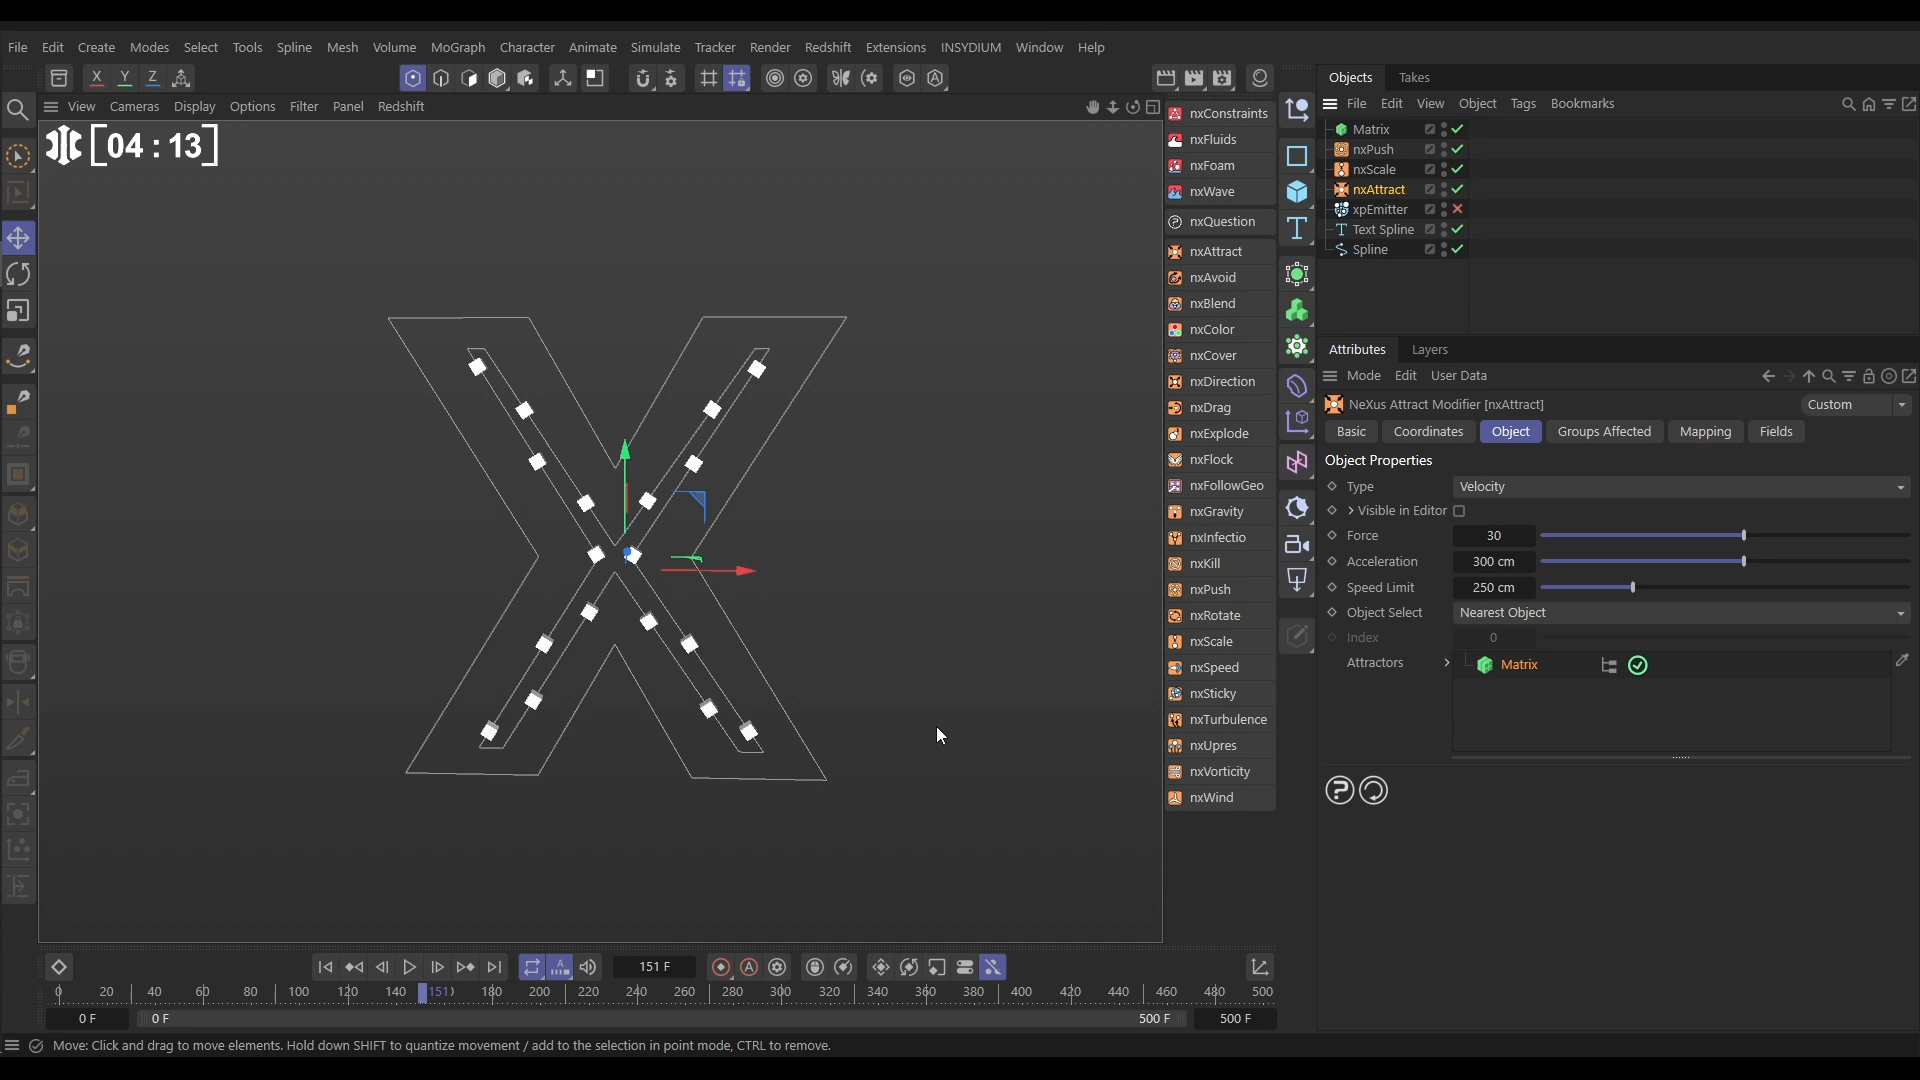 File Edit Create Modes Select Tools Spline Mesh Volume MoGraph Character Animate Simulate Tracker Render Redshift Extensions INSYDIUM Window Help
X Y Z
Objects Takes
View Cameras Display Options Filter Panel Redshift
File Edit View Object Tags Bookmarks
[04:13]
nxConstraints
nxFluids
nxFoam
nxWave
nxQuestion
nxAttract
nxAvoid
nxBlend
nxColor
nxCover
nxDirection
nxDrag
nxExplode
nxFlock
nxFollowGeo
nxGravity
nxInfectio
nxKill
nxPush
nxRotate
nxScale
nxSpeed
nxSticky
nxTurbulence
nxUpres
nxVorticity
nxWind
Matrix
nxPush
nxScale
nxAttract
xpEmitter
Text Spline
Spline
Attributes Layers
Mode Edit User Data
NeXus Attract Modifier [nxAttract] Custom
Basic Coordinates Object Groups Affected Mapping Fields
Object Properties
Type Velocity
Visible in Editor
Force 30
Acceleration 300 cm
Speed Limit 250 cm
Object Select Nearest Object
Index 0
Attractors Matrix
151 F
0 20 40 60 80 100 120 140 151 180 200 220 240 260 280 300 320 340 360 380 400 420 440 460 480 500
0 F 0 F 500 F 500 F
Move: Click and drag to move elements. Hold down SHIFT to quantize movement / add to the selection in point mode, CTRL to remove.